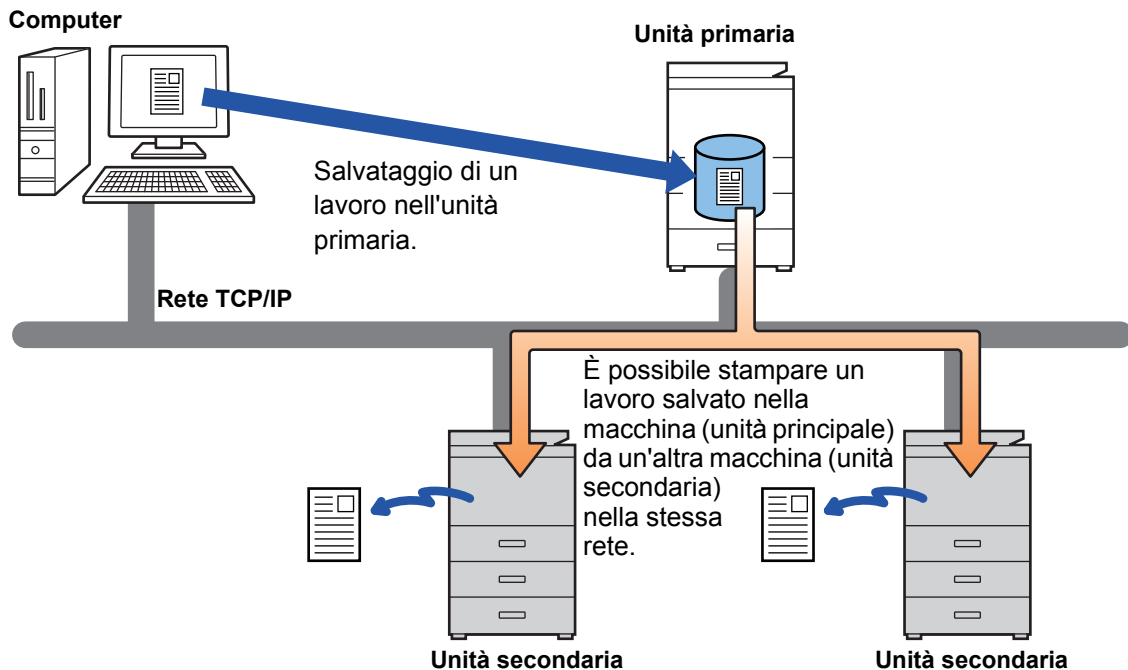 Computer
Unità primaria
Salvataggio di un
lavoro nell'unità
primaria.
Rete TCP/IP
È possibile stampare un
lavoro salvato nella
macchina (unità principale)
da un'altra macchina (unità
secondaria)
nella stessa
rete.
Unità secondaria
Unità secondaria